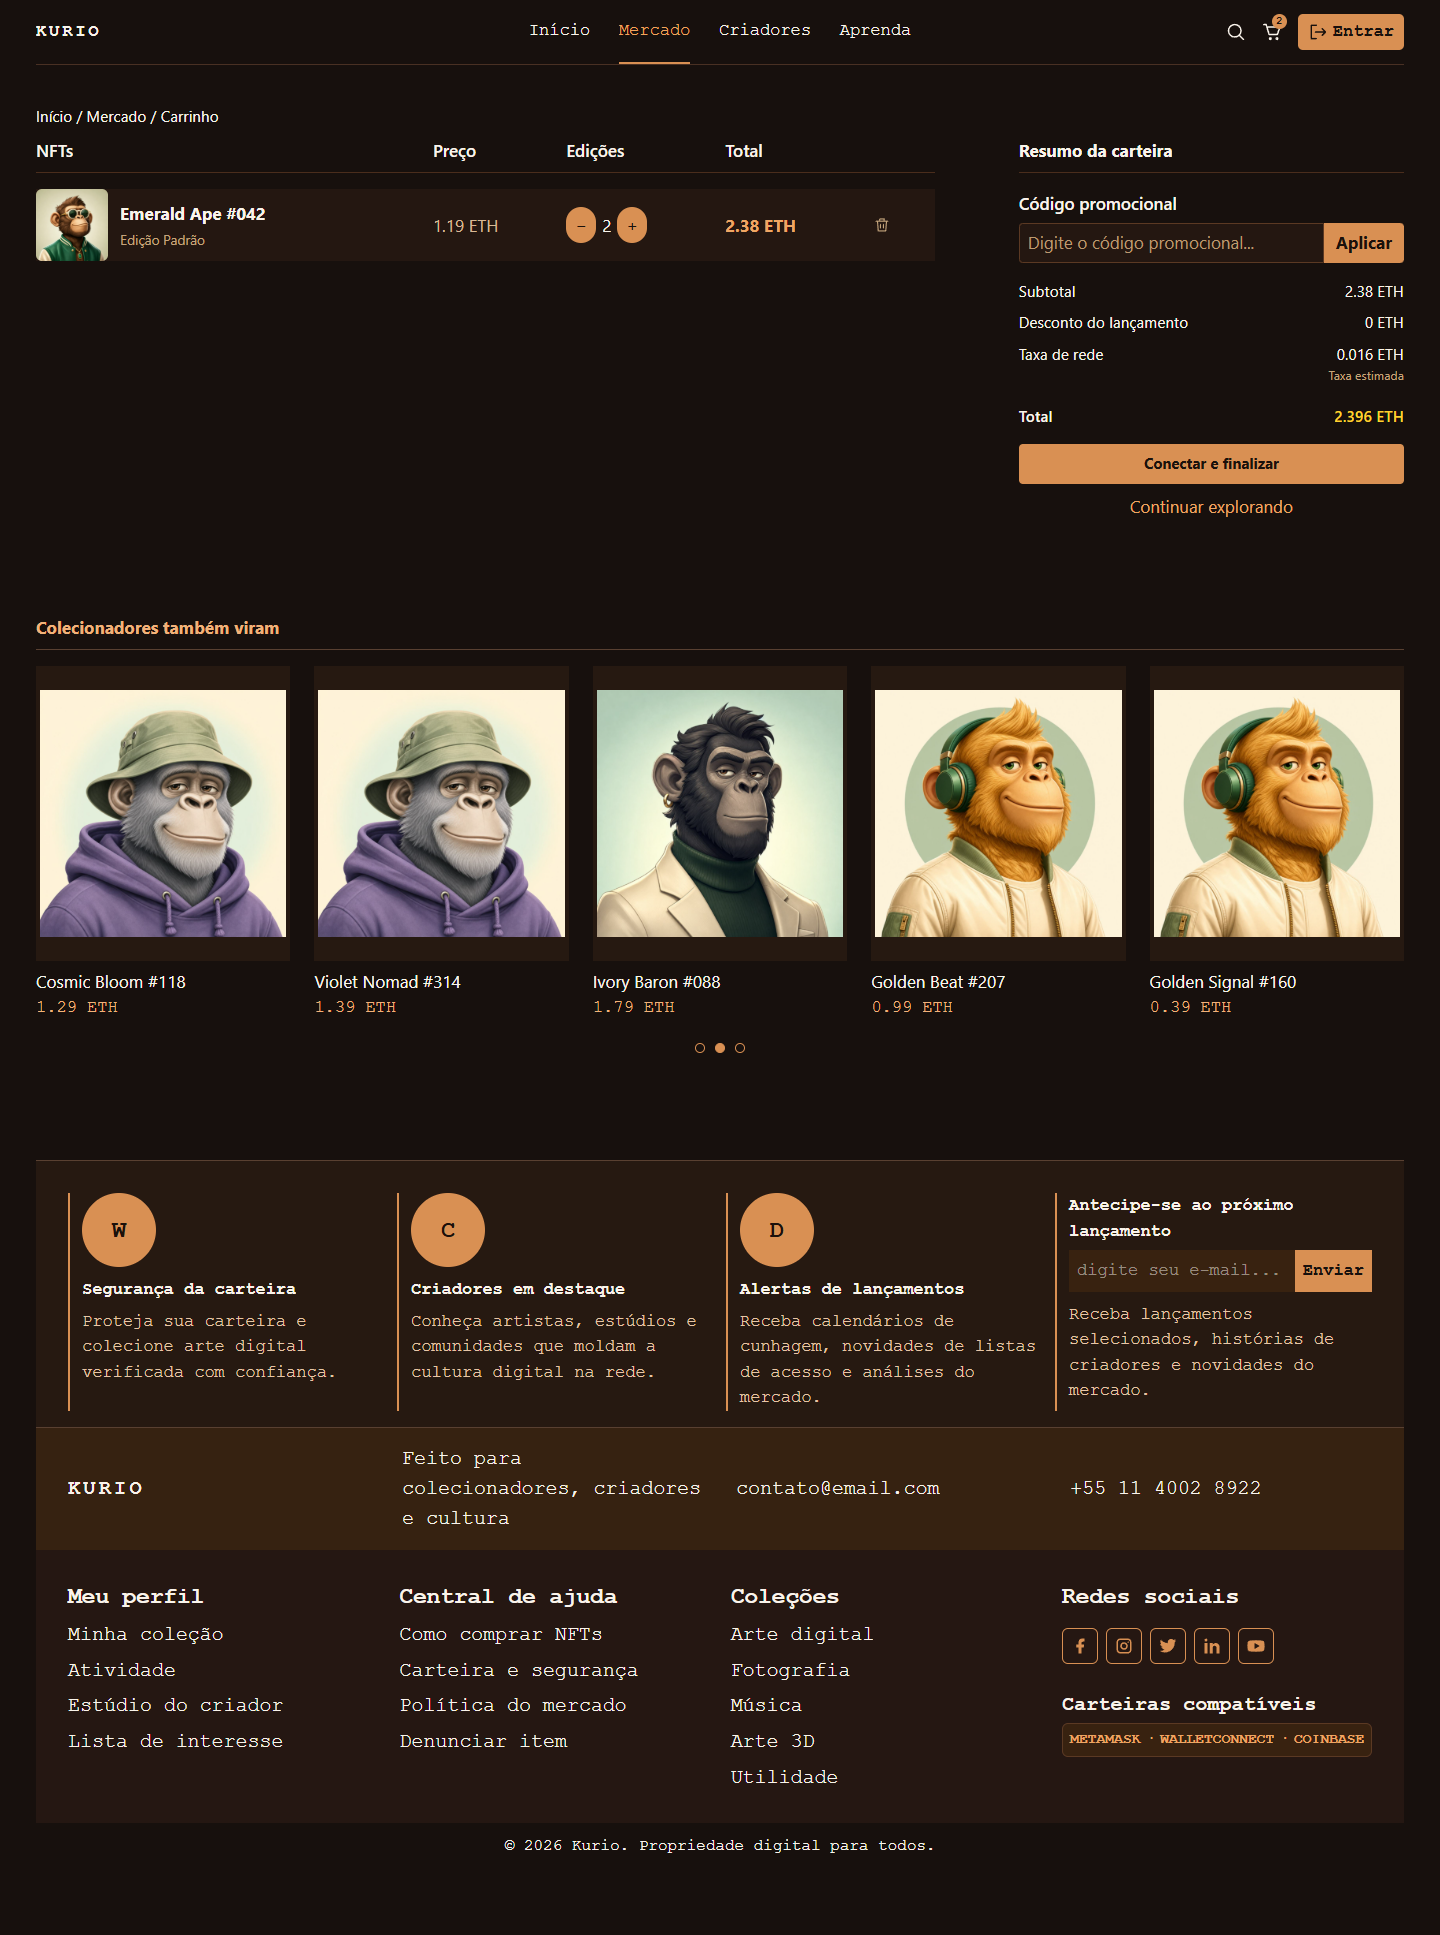 KURIO
Início Mercado Criadores Aprenda
2
Entrar
Início / Mercado / Carrinho
NFTs Preço Edições Total
Emerald Ape #042
Edição Padrão
1.19 ETH
− 2 +
2.38 ETH
Resumo da carteira
Código promocional
Digite o código promocional... Aplicar
Subtotal 2.38 ETH
Desconto do lançamento 0 ETH
Taxa de rede 0.016 ETH
Taxa estimada
Total 2.396 ETH
Conectar e finalizar
Continuar explorando
Colecionadores também viram
Cosmic Bloom #118
1.29 ETH
Violet Nomad #314
1.39 ETH
Ivory Baron #088
1.79 ETH
Golden Beat #207
0.99 ETH
Golden Signal #160
0.39 ETH
W
Segurança da carteira
Proteja sua carteira e
colecione arte digital
verificada com confiança.
C
Criadores em destaque
Conheça artistas, estúdios e
comunidades que moldam a
cultura digital na rede.
D
Alertas de lançamentos
Receba calendários de
cunhagem, novidades de listas
de acesso e análises do
mercado.
Antecipe-se ao próximo
lançamento
digite seu e-mail... Enviar
Receba lançamentos
selecionados, histórias de
criadores e novidades do
mercado.
KURIO
Feito para
colecionadores, criadores
e cultura
contato@email.com
+55 11 4002 8922
Meu perfil
Minha coleção
Atividade
Estúdio do criador
Lista de interesse
Central de ajuda
Como comprar NFTs
Carteira e segurança
Política do mercado
Denunciar item
Coleções
Arte digital
Fotografia
Música
Arte 3D
Utilidade
Redes sociais
Carteiras compatíveis
METAMASK · WALLETCONNECT · COINBASE
© 2026 Kurio. Propriedade digital para todos.